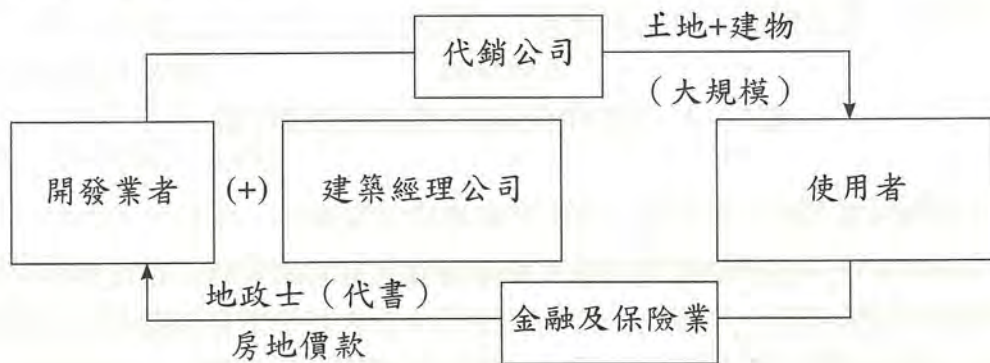 代銷公司
土地+建物
（大規模）
開發業者
(+)
建築經理公司
使用者
地政士（代書）
金融及保險業
房地價款